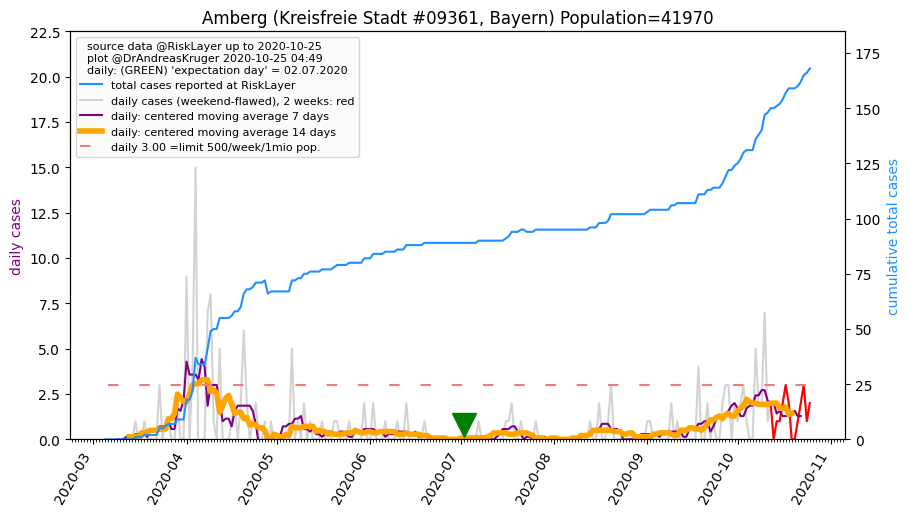 Amberg (Kreisfreie Stadt #09361, Bayern) Population=41970
source data @RiskLayer up to 2020-10-25
plot @DrAndreasKruger 2020-10-25 04:49
daily: (GREEN) 'expectation day' = 02.07.2020
total cases reported at RiskLayer
daily cases (weekend-flawed), 2 weeks: red
daily: centered moving average 7 days
daily: centered moving average 14 days
daily 3.00 =limit 500/week/1mio pop.
daily cases
22.5
20.0
17.5
15.0
12.5
10.0
7.5
5.0
2.5
0.0
175
150
125
100
75
50
25
0
cumulative total cases
2020-03
2020-04
2020-05
2020-06
2020-07
2020-08
2020-09
2020-10
2020-11